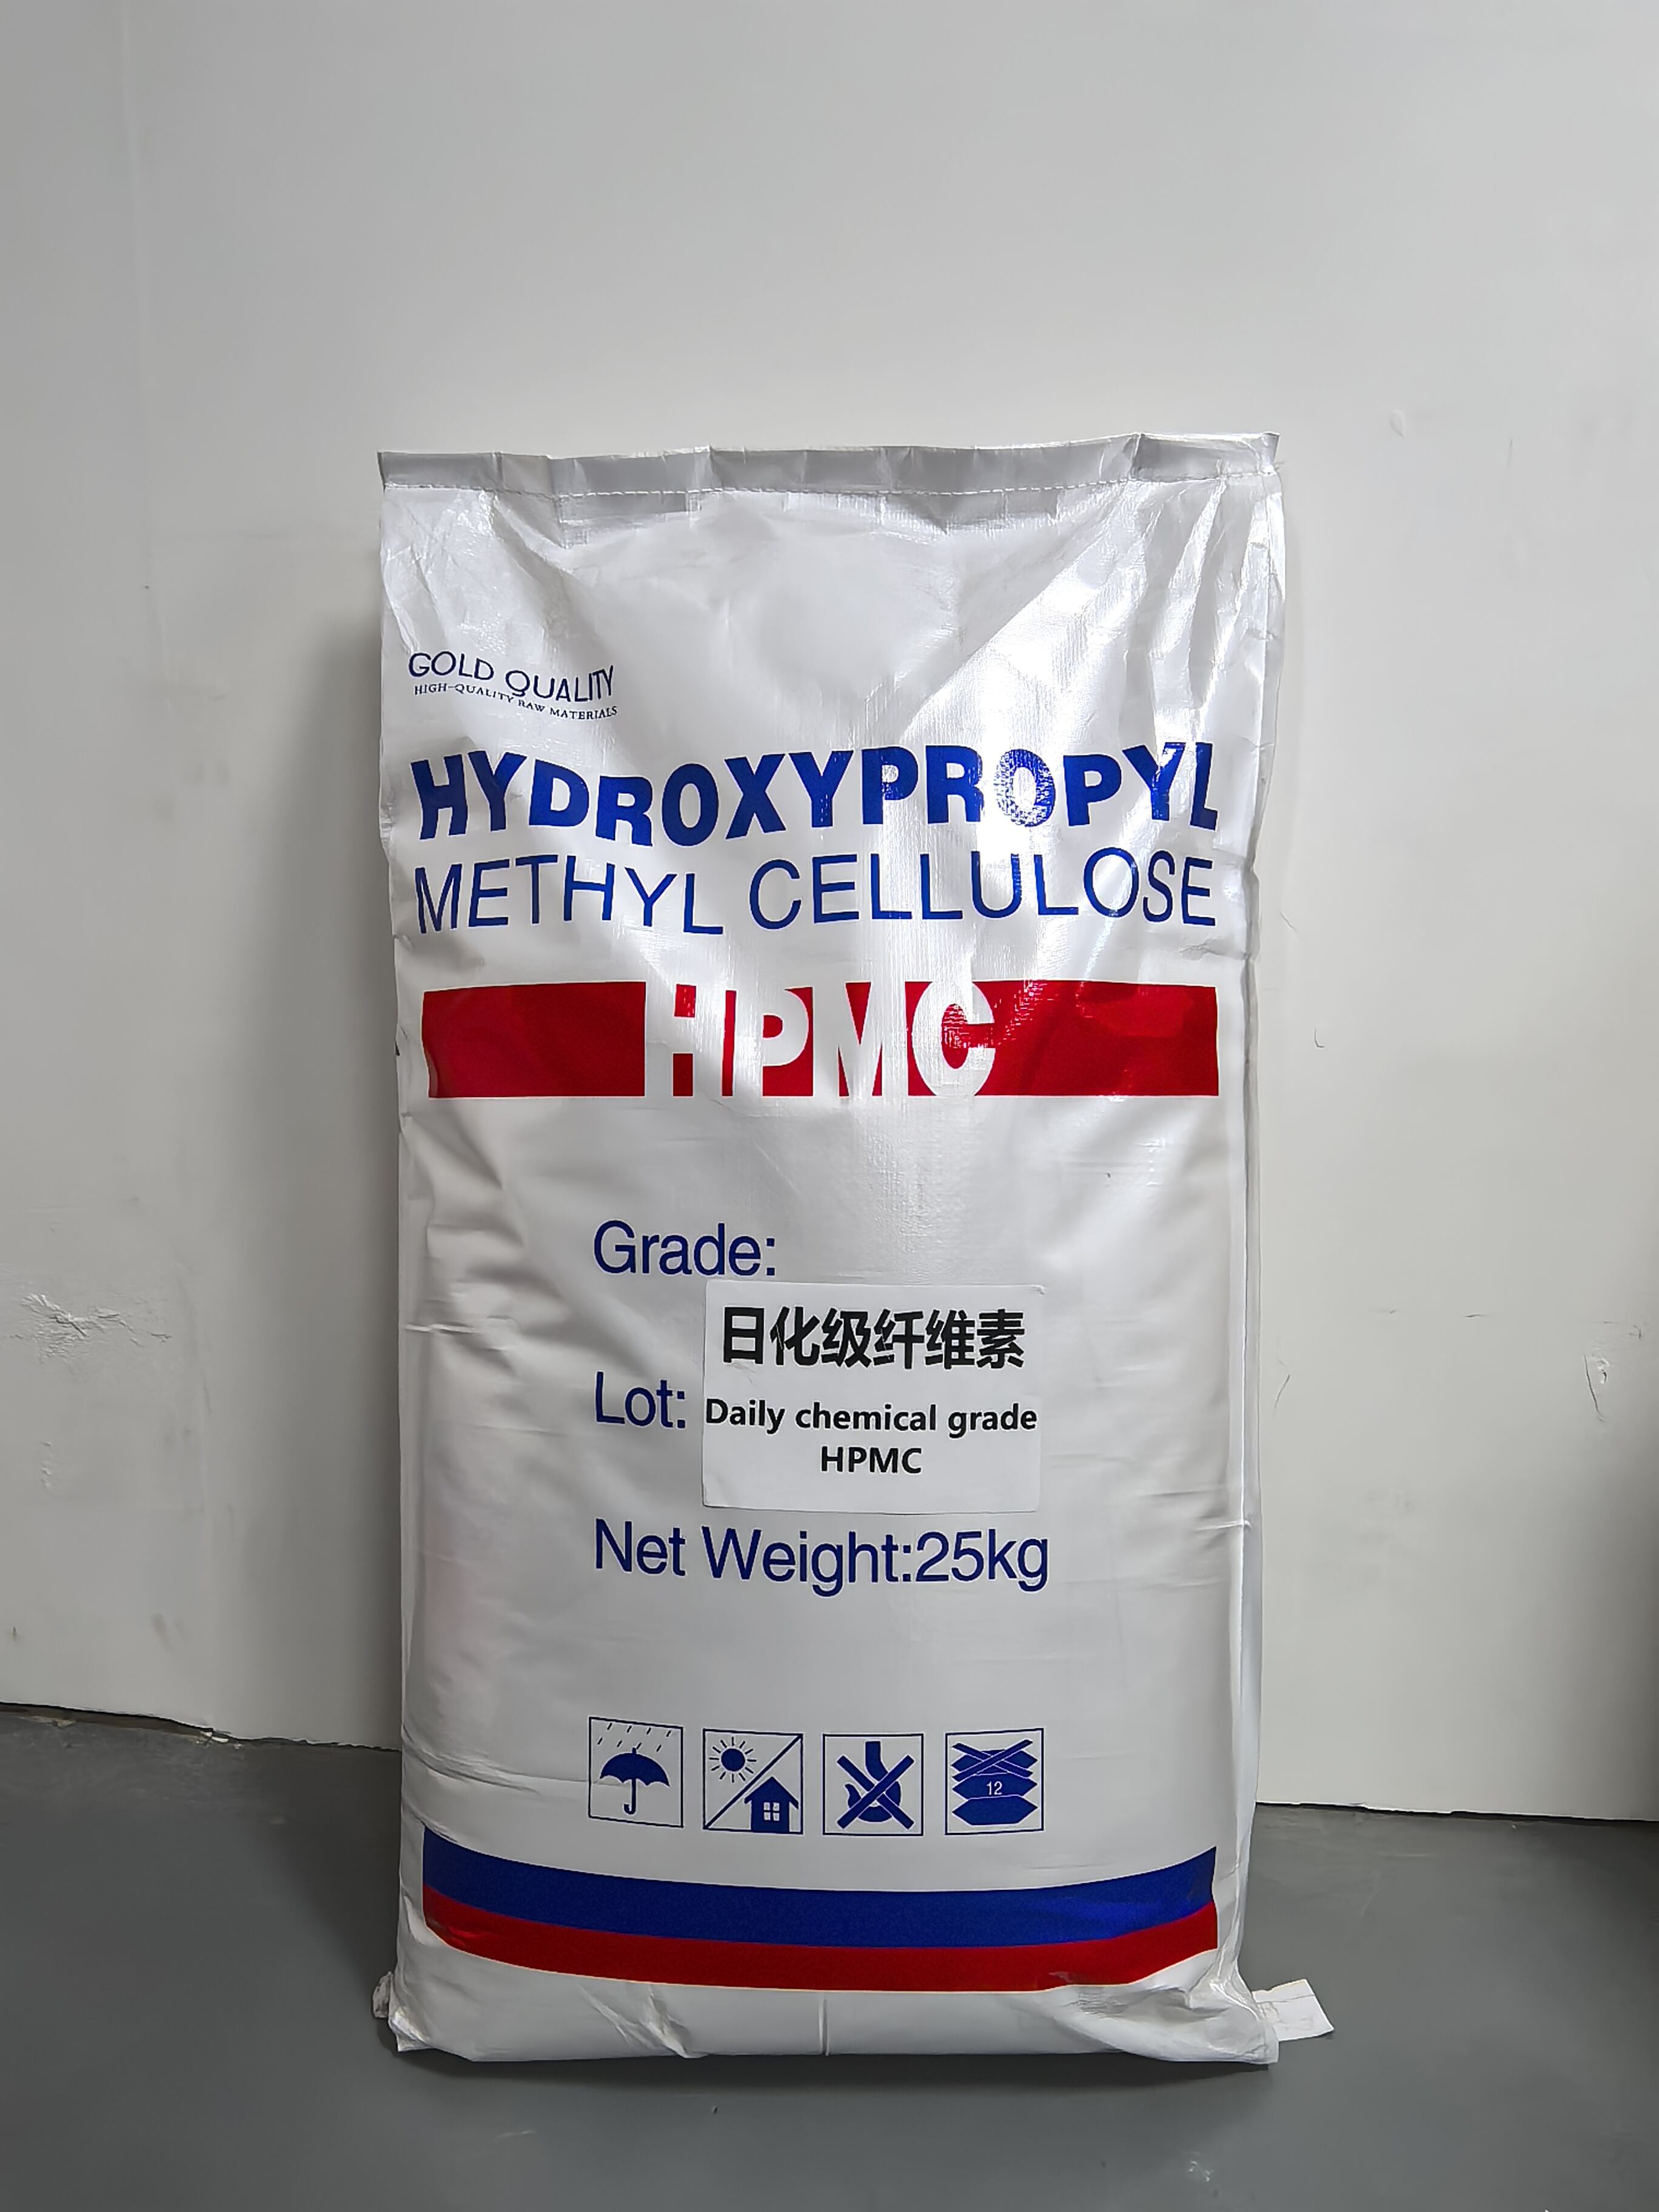 GOLD QUALITY
HIGH-QUALITY RAW MATERIALS
HYDROXYPROPYL
METHYL CELLULOSE
HPMC
Grade:
日化级纤维素
Lot:
Daily chemical grade
HPMC
Net Weight:25kg
12